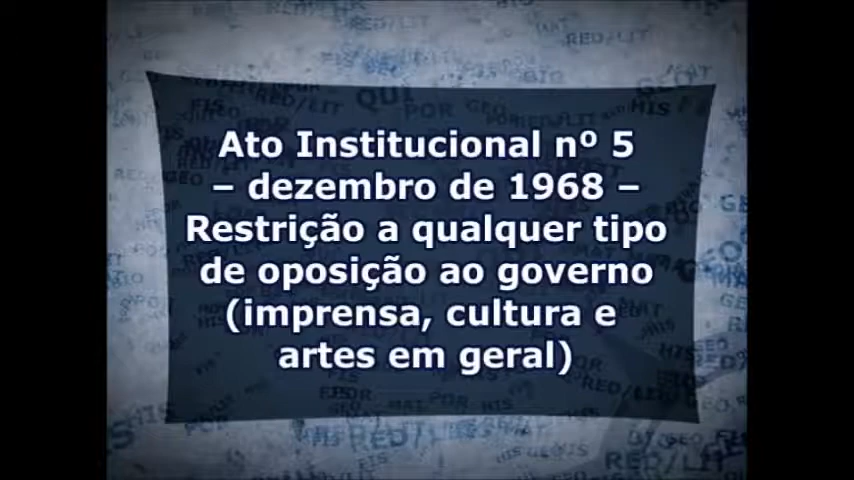 Ato Institucional nº 5
– dezembro de 1968 –
Restrição a qualquer tipo
de oposição ao governo
(imprensa, cultura e
artes em geral)